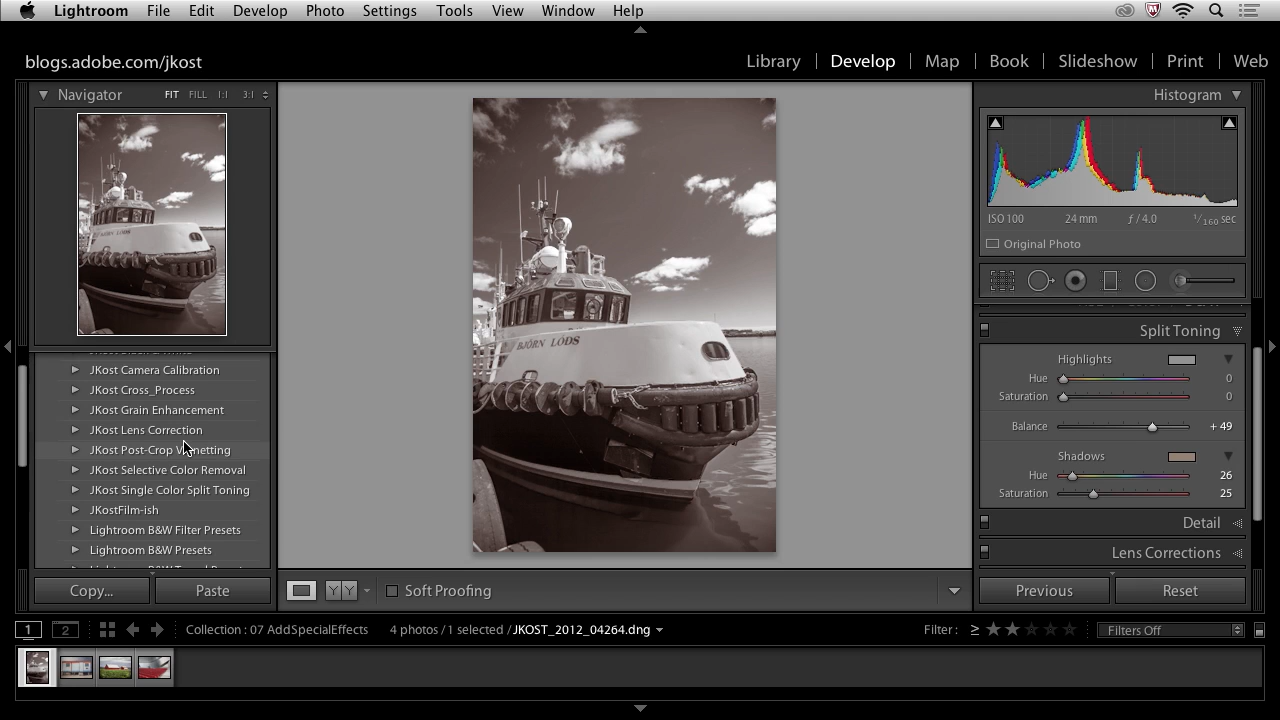 Lightroom File Edit Develop Photo Settings Tools View Window Help
blogs.adobe.com/jkost
Library Develop Map Book Slideshow Print Web
Navigator FIT FILL 1:1 3:1
JKost Camera Calibration
JKost Cross_Process
JKost Grain Enhancement
JKost Lens Correction
JKost Post-Crop Vignetting
JKost Selective Color Removal
JKost Single Color Split Toning
JKostFilm-ish
Lightroom B&W Filter Presets
Lightroom B&W Presets
Copy... Paste
BJÖRN LODS
YY Soft Proofing
Histogram
ISO 100 24 mm ƒ / 4.0 1/160 sec
Original Photo
Split Toning
Highlights
Hue 0
Saturation 0
Balance + 49
Shadows
Hue 26
Saturation 25
Detail
Lens Corrections
Previous Reset
1 2 Collection : 07 AddSpecialEffects 4 photos / 1 selected / JKOST_2012_04264.dng Filter : ≥ ★★★★★ Filters Off